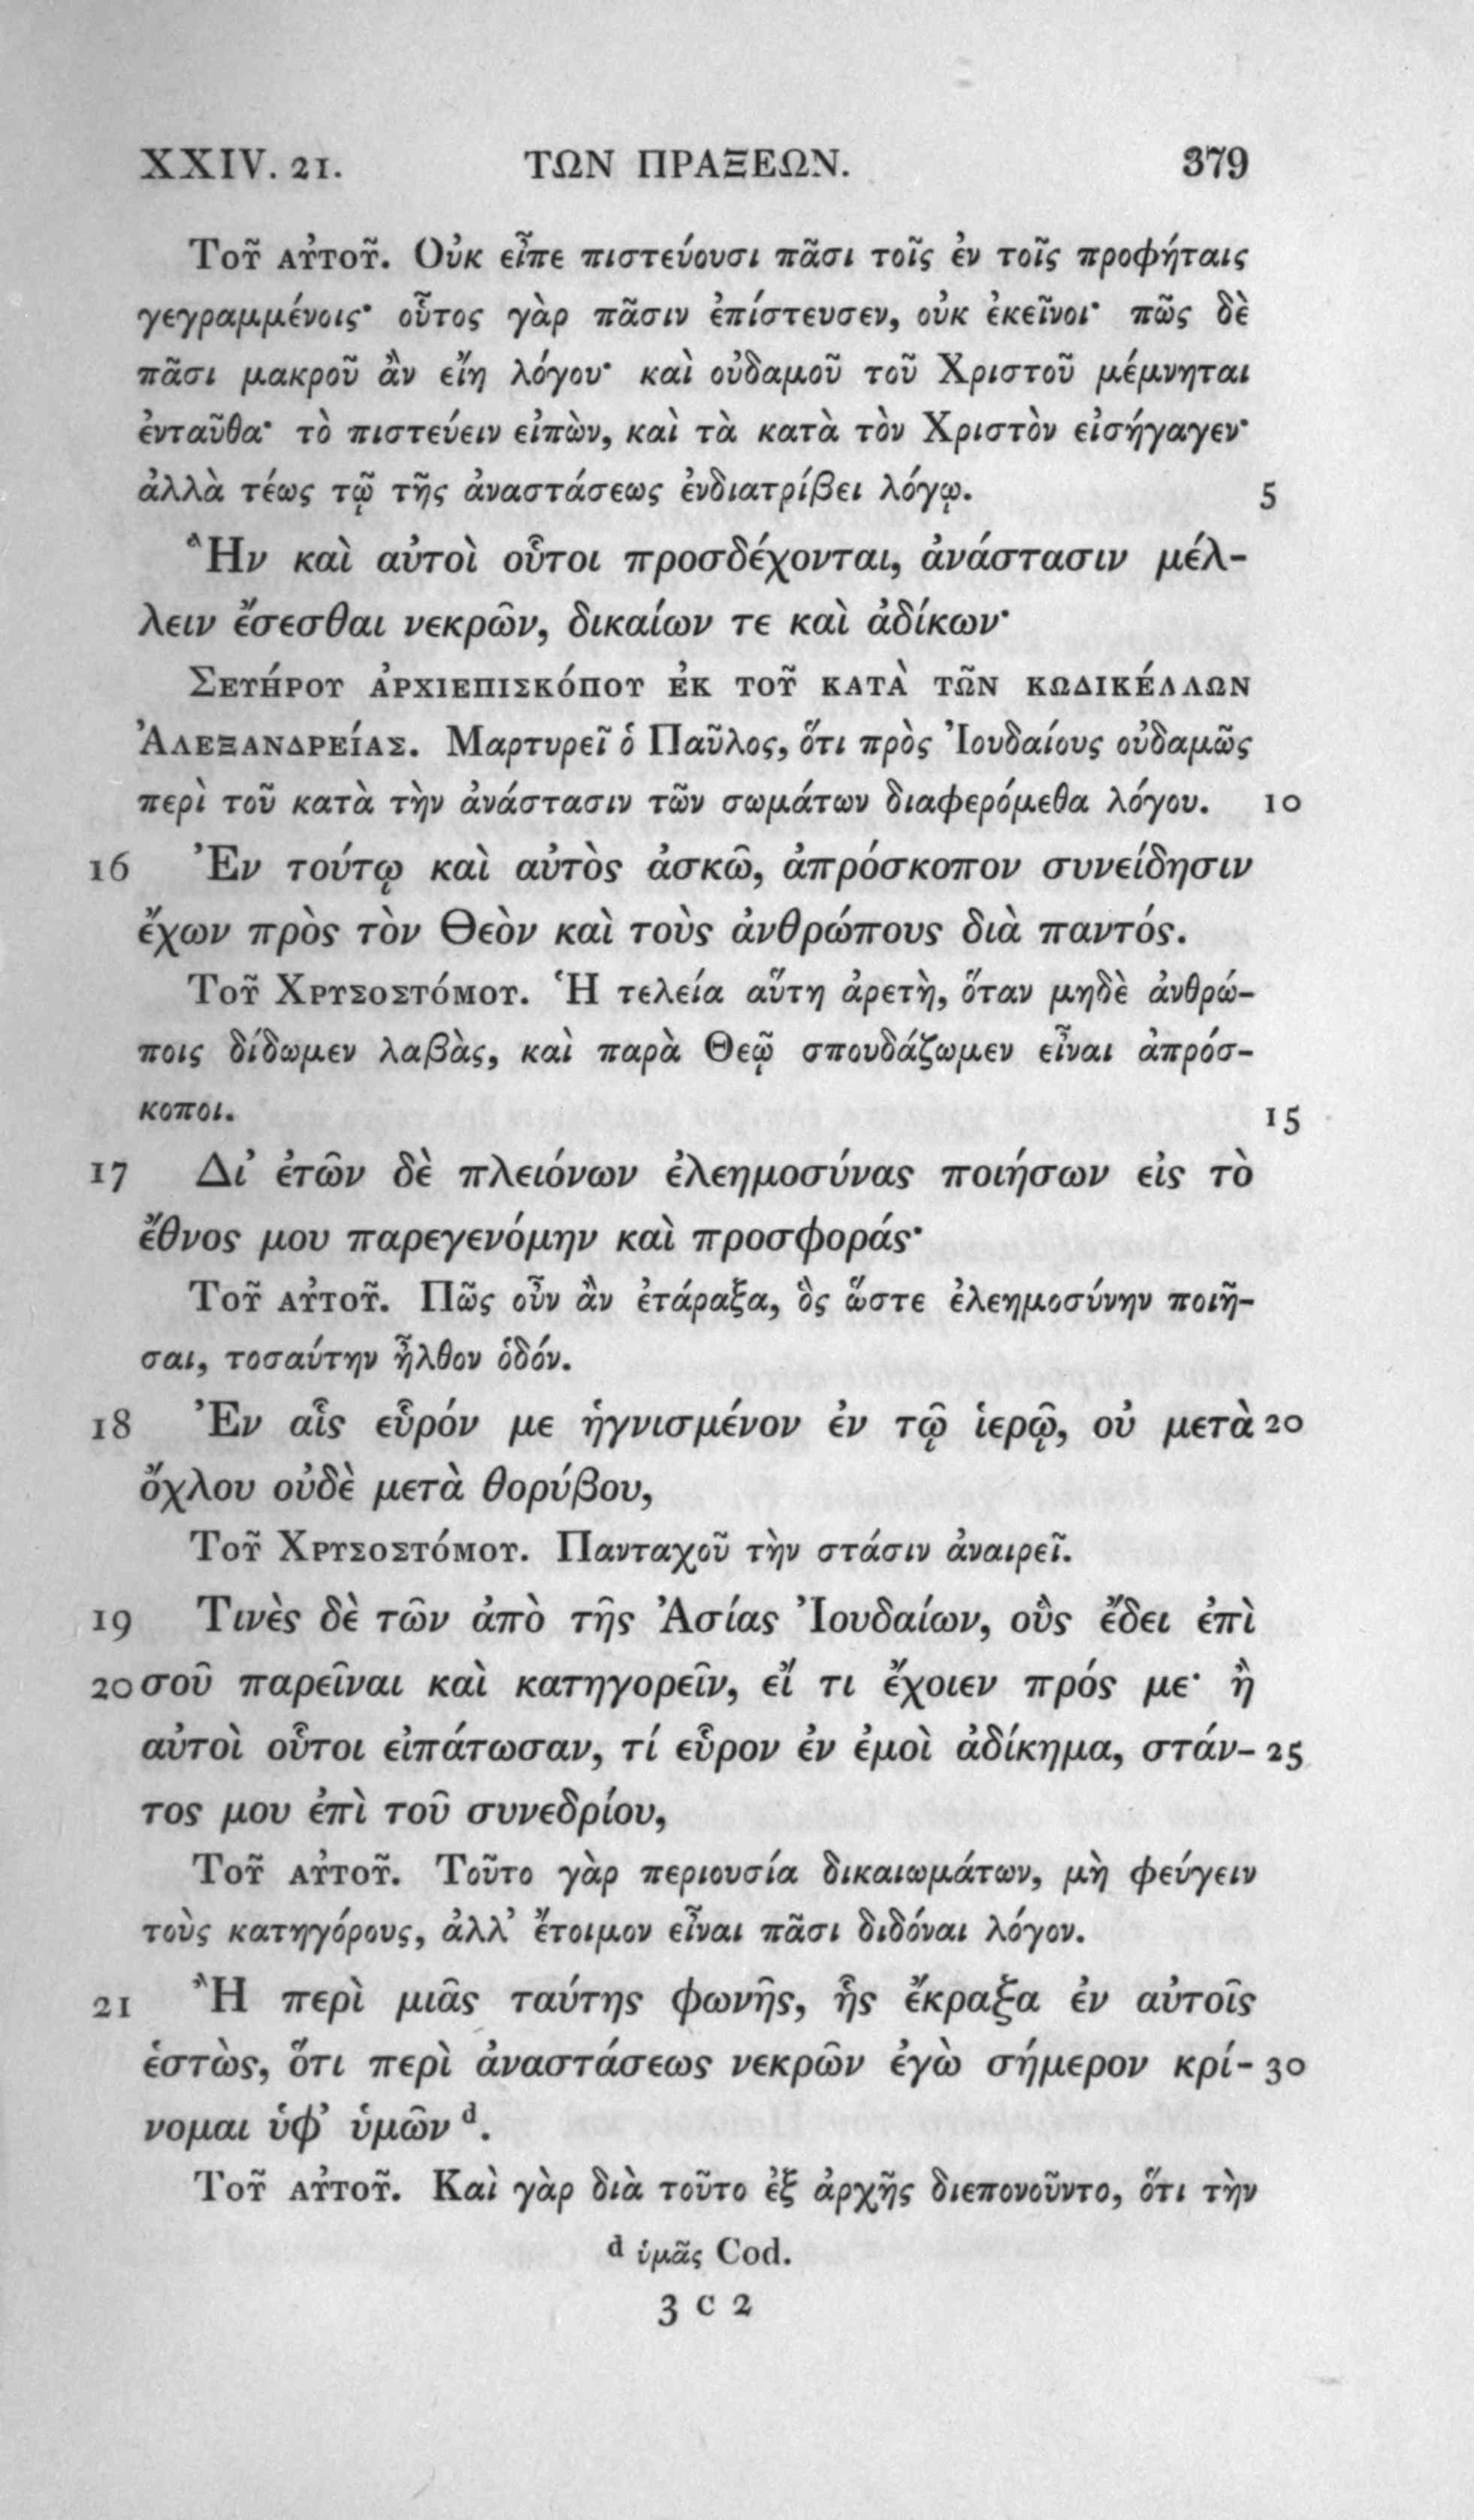 XXIV. 21. ΤΩΝ ΠΡΑΞΕΩΝ. 379
Τοῦ αὐτοῦ. Οὐκ εἶπε πιστεύουσι πᾶσι τοῖς ἐν τοῖς προφήταις
γεγραμμένοις· οὗτος γὰρ πᾶσιν ἐπίστευσεν, οὐκ ἐκεῖνοι· πῶς δὲ
πᾶσι μακροῦ ἂν εἴη λόγου· καὶ οὐδαμοῦ τοῦ Χριστοῦ μέμνηται
ἐνταῦθα· τὸ πιστεύειν εἰπὼν, καὶ τὰ κατὰ τὸν Χριστὸν εἰσήγαγεν·
ἀλλὰ τέως τῷ τῆς ἀναστάσεως ἐνδιατρίβει λόγῳ. 5
Ἣν καὶ αὐτοὶ οὗτοι προσδέχονται, ἀνάστασιν μέλ-
λειν ἔσεσθαι νεκρῶν, δικαίων τε καὶ ἀδίκων·
Σευήρου ἀρχιεπισκόπου ἐκ τοῦ κατὰ τῶν κωδικέλλων
Ἀλεξανδρείας. Μαρτυρεῖ ὁ Παῦλος, ὅτι πρὸς Ἰουδαίους οὐδαμῶς
περὶ τοῦ κατὰ τὴν ἀνάστασιν τῶν σωμάτων διαφερόμεθα λόγου. 10
16 Ἐν τούτῳ καὶ αὐτὸς ἀσκῶ, ἀπρόσκοπον συνείδησιν
ἔχων πρὸς τὸν Θεὸν καὶ τοὺς ἀνθρώπους διὰ παντός.
Τοῦ Χρυσοστόμου. Ἡ τελεία αὕτη ἀρετὴ, ὅταν μηδὲ ἀνθρώ-
ποις δίδωμεν λαβὰς, καὶ παρὰ Θεῷ σπουδάζωμεν εἶναι ἀπρόσ-
κοποι. 15
17 Δι’ ἐτῶν δὲ πλειόνων ἐλεημοσύνας ποιήσων εἰς τὸ
ἔθνος μου παρεγενόμην καὶ προσφοράς·
Τοῦ αὐτοῦ. Πῶς οὖν ἂν ἐτάραξα, ὃς ὥστε ἐλεημοσύνην ποιῆ-
σαι, τοσαύτην ἦλθον ὁδόν.
18 Ἐν αἷς εὗρόν με ἡγνισμένον ἐν τῷ ἱερῷ, οὐ μετὰ 20
ὄχλου οὐδὲ μετὰ θορύβου,
Τοῦ Χρυσοστόμου. Πανταχοῦ τὴν στάσιν ἀναιρεῖ.
19 Τινὲς δὲ τῶν ἀπὸ τῆς Ἀσίας Ἰουδαίων, οὓς ἔδει ἐπὶ
20 σοῦ παρεῖναι καὶ κατηγορεῖν, εἴ τι ἔχοιεν πρός με· ἢ
αὐτοὶ οὗτοι εἰπάτωσαν, τί εὗρον ἐν ἐμοὶ ἀδίκημα, στάν- 25
τος μου ἐπὶ τοῦ συνεδρίου,
Τοῦ αὐτοῦ. Τοῦτο γὰρ περιουσία δικαιωμάτων, μὴ φεύγειν
τοὺς κατηγόρους, ἀλλ’ ἕτοιμον εἶναι πᾶσι διδόναι λόγον.
21 Ἢ περὶ μιᾶς ταύτης φωνῆς, ἧς ἔκραξα ἐν αὐτοῖς
ἑστὼς, ὅτι περὶ ἀναστάσεως νεκρῶν ἐγὼ σήμερον κρί- 30
νομαι ὑφ’ ὑμῶν d.
Τοῦ αὐτοῦ. Καὶ γὰρ διὰ τοῦτο ἐξ ἀρχῆς διεπονοῦντο, ὅτι τὴν
d ὑμᾶς Cod.
3 C 2